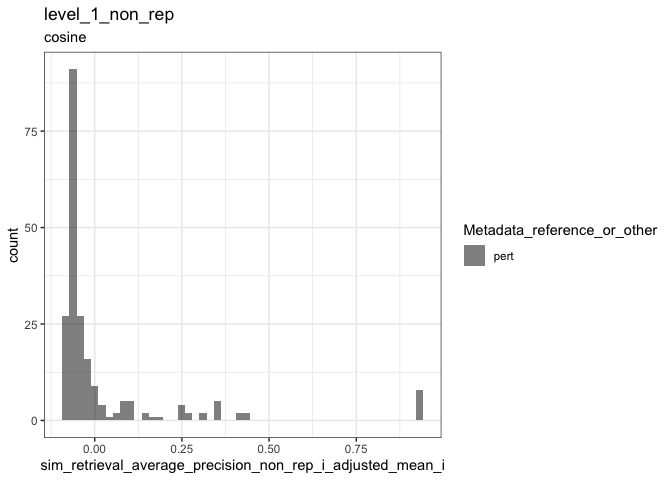 level_1_non_rep
cosine
count
75
50
25
0
0.00 0.25 0.50 0.75
sim_retrieval_average_precision_non_rep_i_adjusted_mean_i
Metadata_reference_or_other
pert